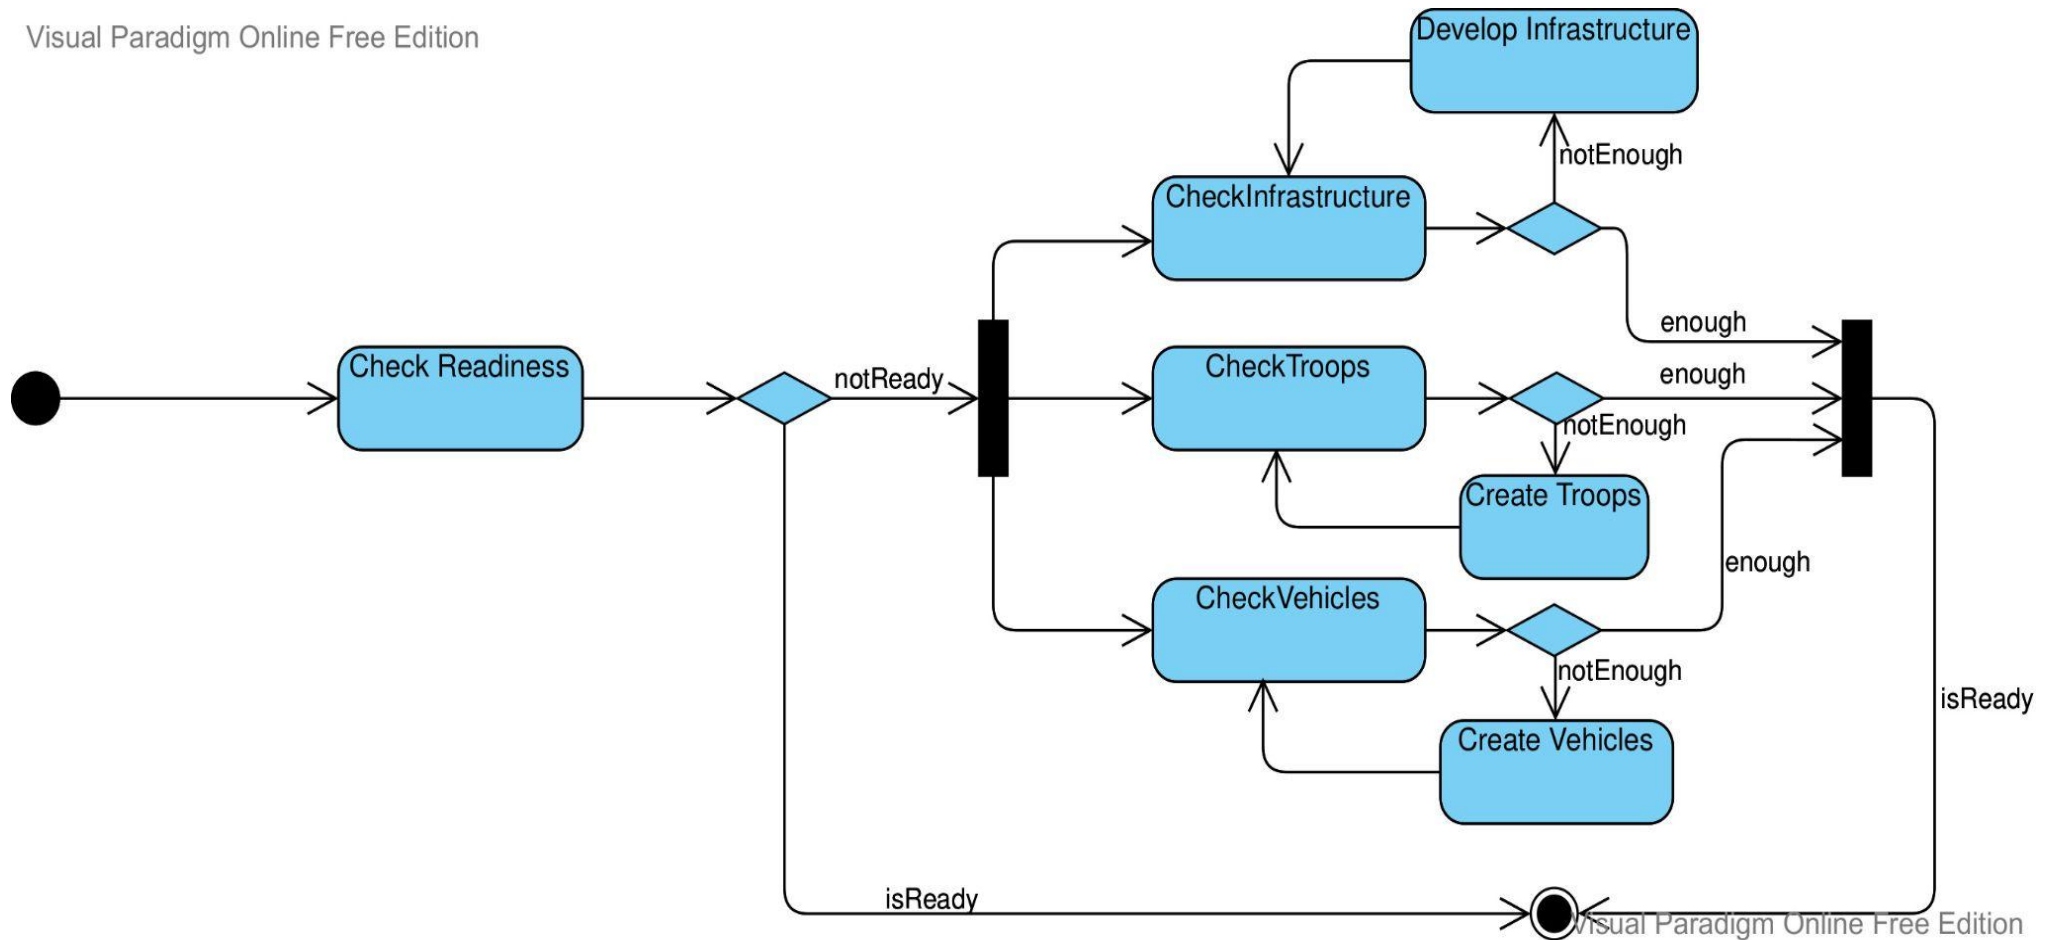 Visual Paradigm Online Free Edition
Develop Infrastructure
notEnough
CheckInfrastructure
enough
Check Readiness
notReady
CheckTroops
enough
notEnough
Create Troops
enough
CheckVehicles
notEnough
isReady
Create Vehicles
isReady
Visual Paradigm Online Free Edition